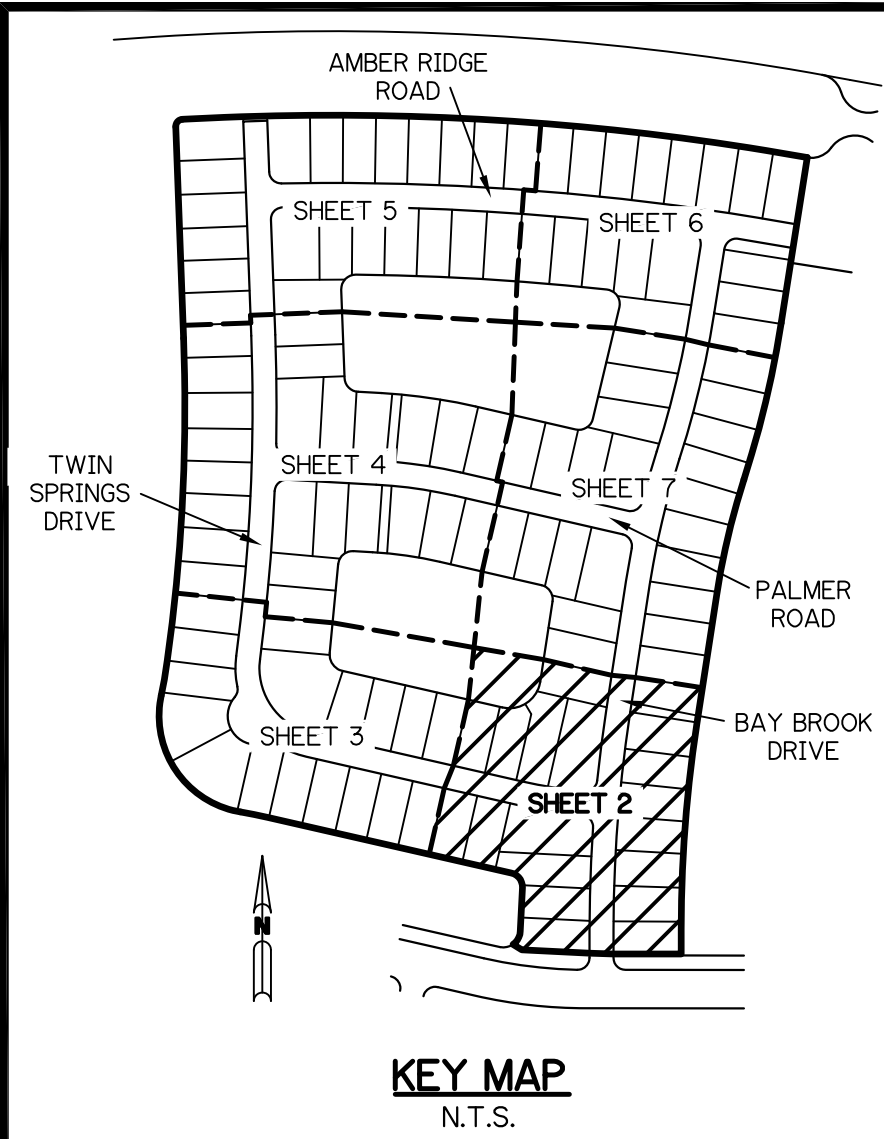 AMBER RIDGE
ROAD
SHEET 5
SHEET 6
TWIN
SPRINGS
DRIVE
SHEET 4
SHEET 7
PALMER
ROAD
BAY BROOK
DRIVE
SHEET 3
SHEET 2
N
KEY MAP
N.T.S.